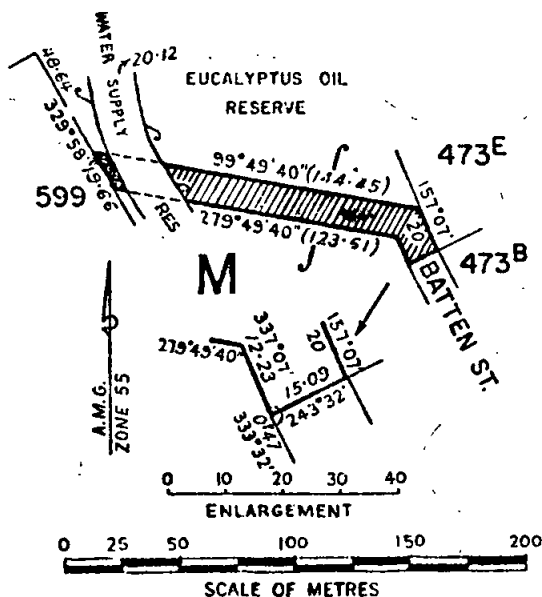 WATER SUPPLY
20·12
48·64
EUCALYPTUS OIL
RESERVE
329°58' 19·66
99°49'40"(144·45)
473E
599
RES
279°49'40"(123·51)
157°07'
20
473B
M
BATTEN ST.
279°49'40"
337°07'
12·23
157°07'
20
15·09
243°32'
0·47
333°32'
A.M.G.
ZONE 55
0 10 20 30 40
ENLARGEMENT
0 25 50 100 150 200
SCALE OF METRES